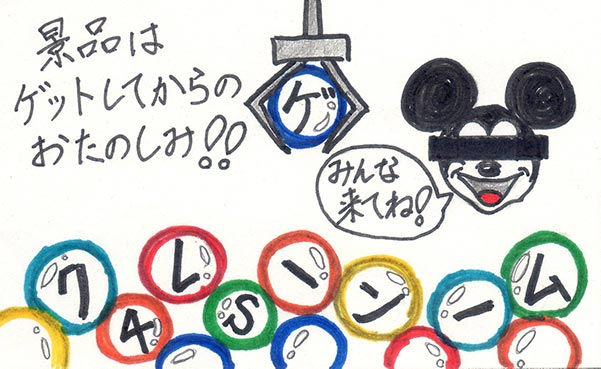 景品は
ゲットしてからの
おたのしみ!!
ゲ
みんな
来てね!
ク4レSーンーム